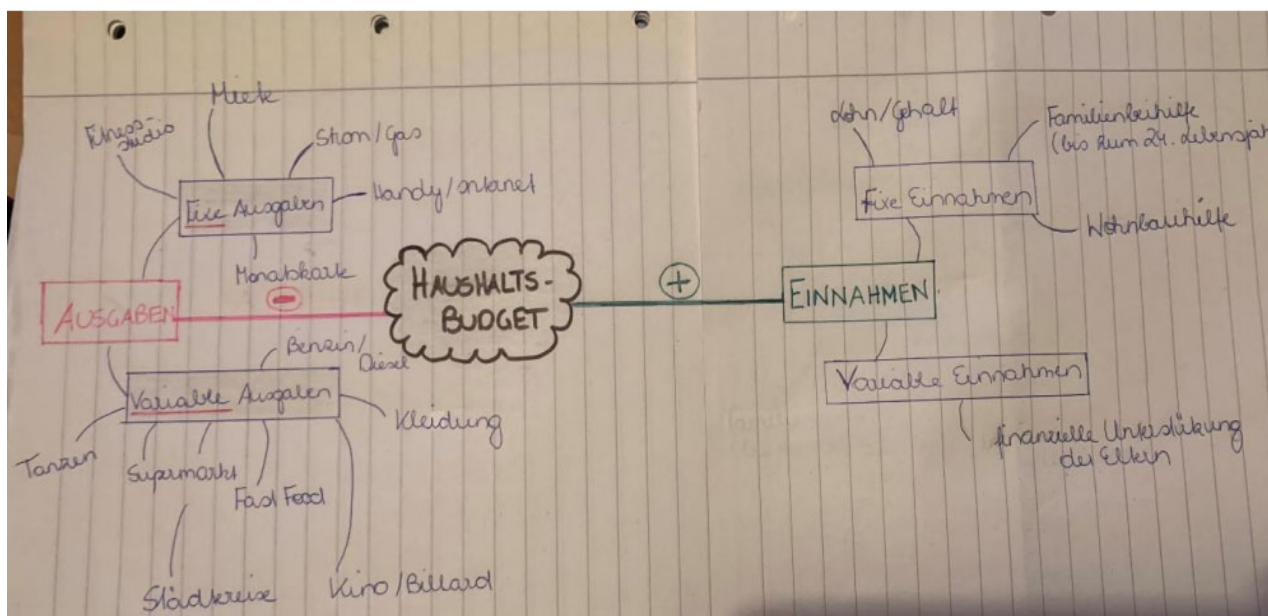 Miete
Fitness-
studio
Strom/Gas
Fixe Ausgaben
Handy/Internet
Monatskarte
AUSGABEN
−
HAUSHALTS-
BUDGET
Benzin/
Diesel
Variable Ausgaben
Kleidung
Tanzen
Supermarkt
Fast Food
Städtereise
Kino/Billard
+
EINNAHMEN
Lohn/Gehalt
Familienbeihilfe
(bis zum 24. Lebensjah
Fixe Einnahmen
Wohnbauhilfe
Variable Einnahmen
finanzielle Unterstützung
der Eltern